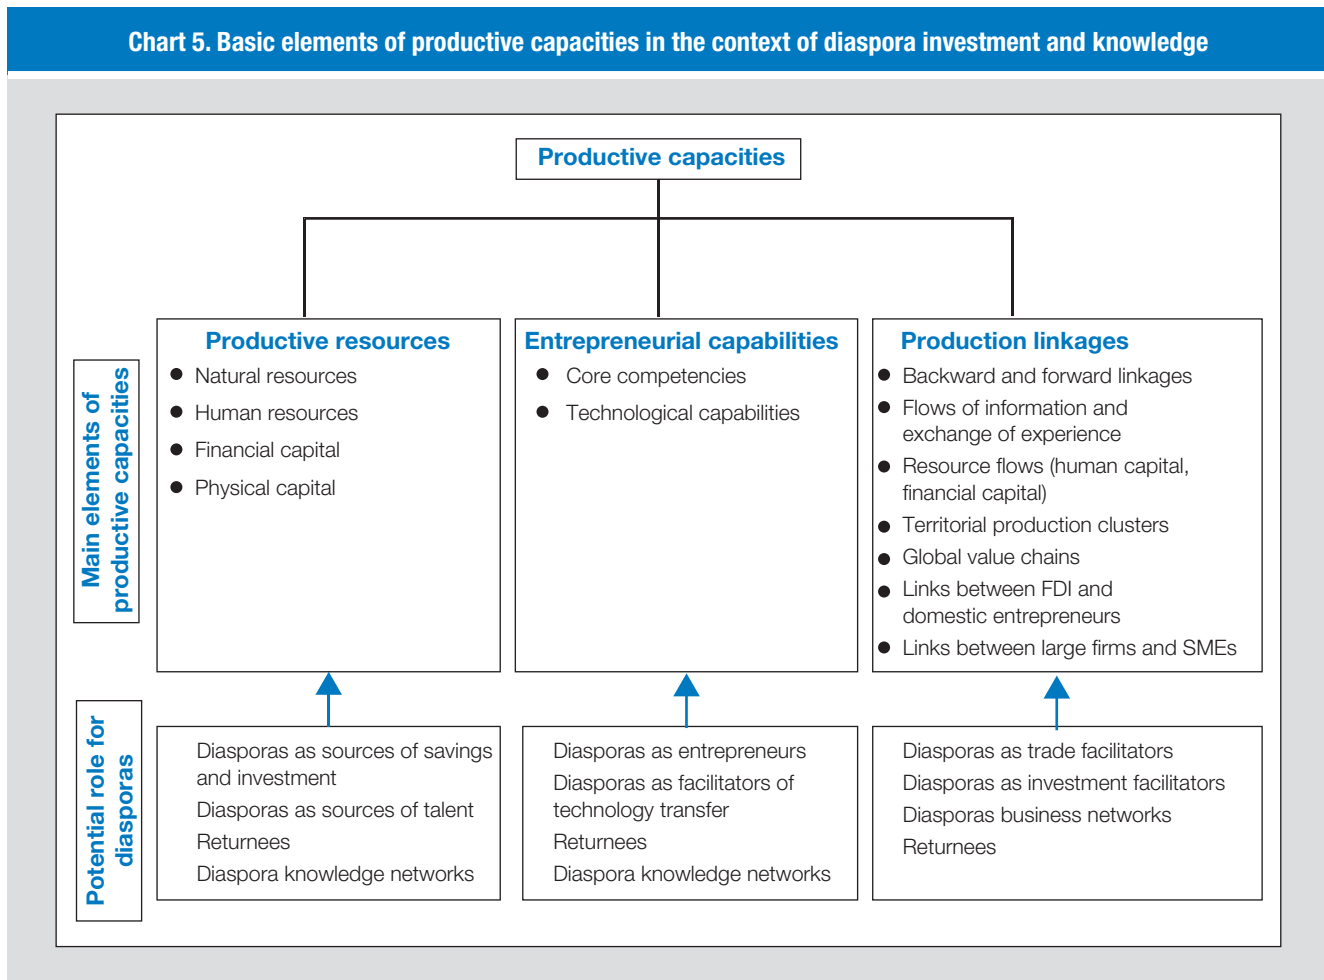 Chart 5. Basic elements of productive capacities in the context of diaspora investment and knowledge
Productive capacities
Main elements of
productive capacities
Productive resources
● Natural resources
● Human resources
● Financial capital
● Physical capital
Entrepreneurial capabilities
● Core competencies
● Technological capabilities
Production linkages
● Backward and forward linkages
● Flows of information and
exchange of experience
● Resource flows (human capital,
financial capital)
● Territorial production clusters
● Global value chains
● Links between FDI and
domestic entrepreneurs
● Links between large firms and SMEs
Potential role for
diasporas
Diasporas as sources of savings
and investment
Diasporas as sources of talent
Returnees
Diaspora knowledge networks
Diasporas as entrepreneurs
Diasporas as facilitators of
technology transfer
Returnees
Diaspora knowledge networks
Diasporas as trade facilitators
Diasporas as investment facilitators
Diasporas business networks
Returnees